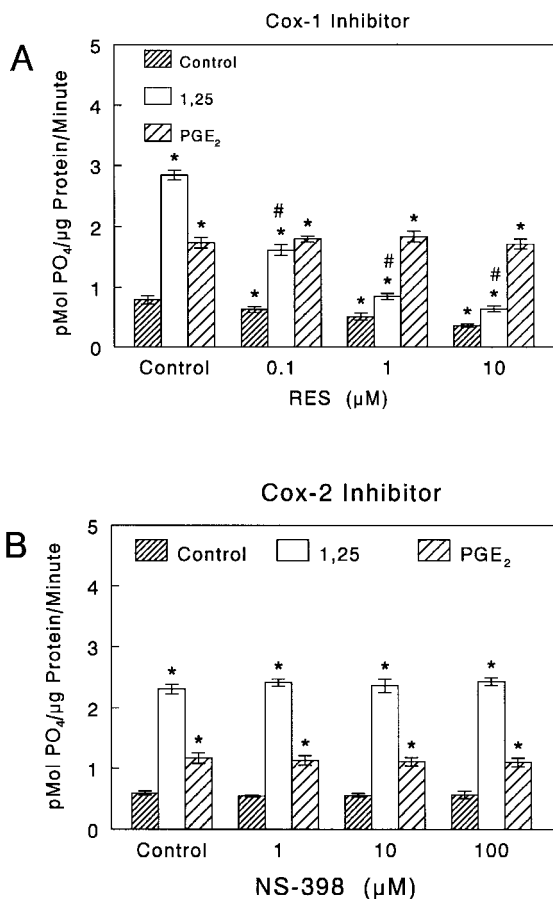 Cox-1 Inhibitor
A
pMol PO₄/µg Protein/Minute
5
4
3
2
1
0
Control
1,25
PGE₂
*
*
*
#
*
*
*
#
*
*
*
#
*
*
Control 0.1 1 10
RES (µM)
Cox-2 Inhibitor
B
pMol PO₄/µg Protein/Minute
5
4
3
2
1
0
Control 1,25 PGE₂
* * * *
* * * *
Control 1 10 100
NS-398 (µM)